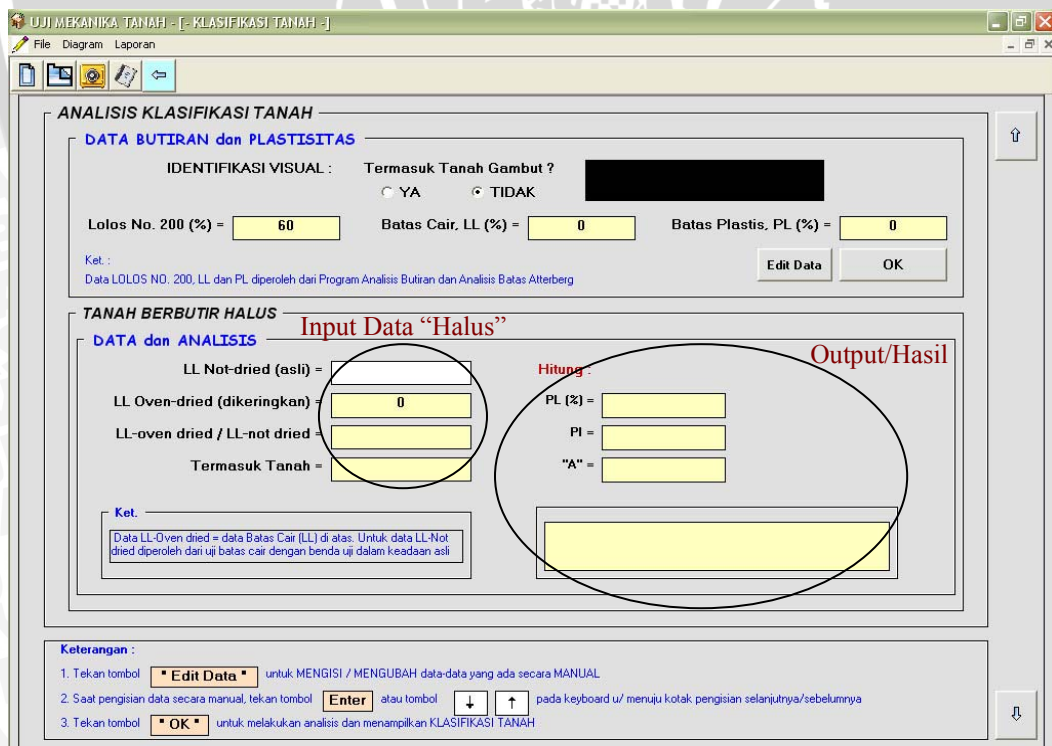 UJI MEKANIKA TANAH - [- KLASIFIKASI TANAH -]
File Diagram Laporan
ANALISIS KLASIFIKASI TANAH
DATA BUTIRAN dan PLASTISITAS
IDENTIFIKASI VISUAL : Termasuk Tanah Gambut ?
YA TIDAK
Lolos No. 200 (%) = 60 Batas Cair, LL (%) = 0 Batas Plastis, PL (%) = 0
Ket. :
Data LOLOS NO. 200, LL dan PL diperoleh dari Program Analisis Butiran dan Analisis Batas Atterberg
Edit Data OK
TANAH BERBUTIR HALUS
Input Data “Halus”
DATA dan ANALISIS
Output/Hasil
LL Not-dried (asli) = Hitung :
LL Oven-dried (dikeringkan) = 0 PL (%) =
LL-oven dried / LL-not dried = PI =
Termasuk Tanah = "A" =
Ket.
Data LL-Oven dried = data Batas Cair (LL) di atas. Untuk data LL-Not
dried diperoleh dari uji batas cair dengan benda uji dalam keadaan asli
Keterangan :
1. Tekan tombol " Edit Data " untuk MENGISI / MENGUBAH data-data yang ada secara MANUAL
2. Saat pengisian data secara manual, tekan tombol Enter atau tombol ↓ ↑ pada keyboard u/ menuju kotak pengisian selanjutnya/sebelumnya
3. Tekan tombol " OK " untuk melakukan analisis dan menampilkan KLASIFIKASI TANAH